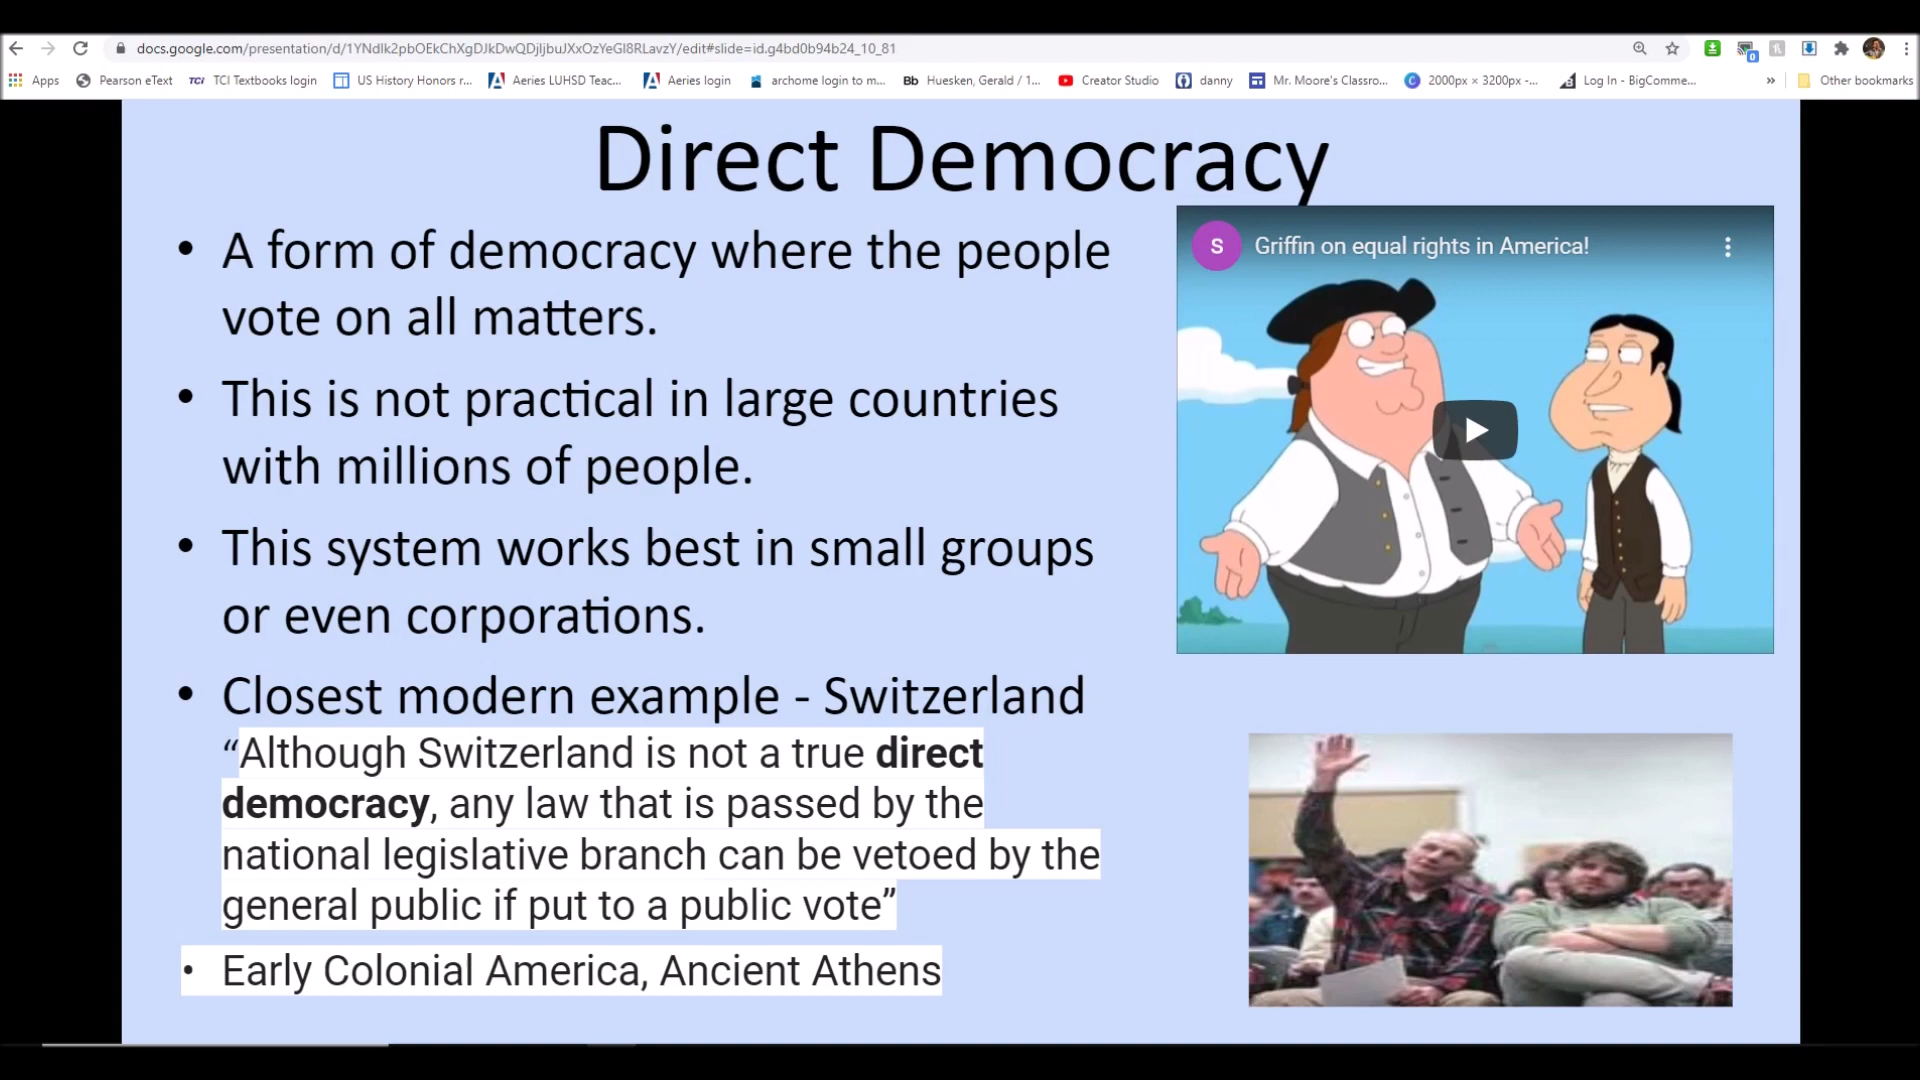 docs.google.com/presentation/d/1YNdlk2pbOEkChXgDJkDwQDjIjbuJXxOzYeGl8RLavzY/edit#slide=id.g4bd0b94b24_10_81
Apps Pearson eText TCI TCI Textbooks login US History Honors r... Aeries LUHSD Teac... Aeries login archome login to m... Bb Huesken, Gerald / 1... Creator Studio danny Mr. Moore's Classro... C 2000px × 3200px -... Log In - BigComme... » Other bookmarks
Direct Democracy
• A form of democracy where the people
vote on all matters.
• This is not practical in large countries
with millions of people.
• This system works best in small groups
or even corporations.
• Closest modern example - Switzerland
“Although Switzerland is not a true direct
democracy, any law that is passed by the
national legislative branch can be vetoed by the
general public if put to a public vote”
• Early Colonial America, Ancient Athens
S Griffin on equal rights in America!